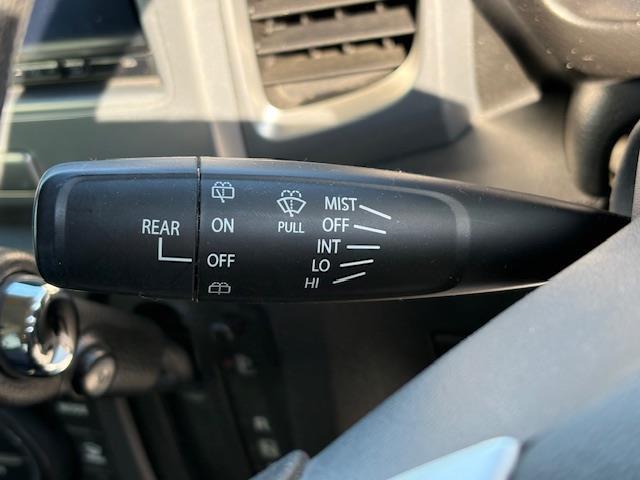 REAR
ON
OFF
PULL
MIST
OFF
INT
LO
HI